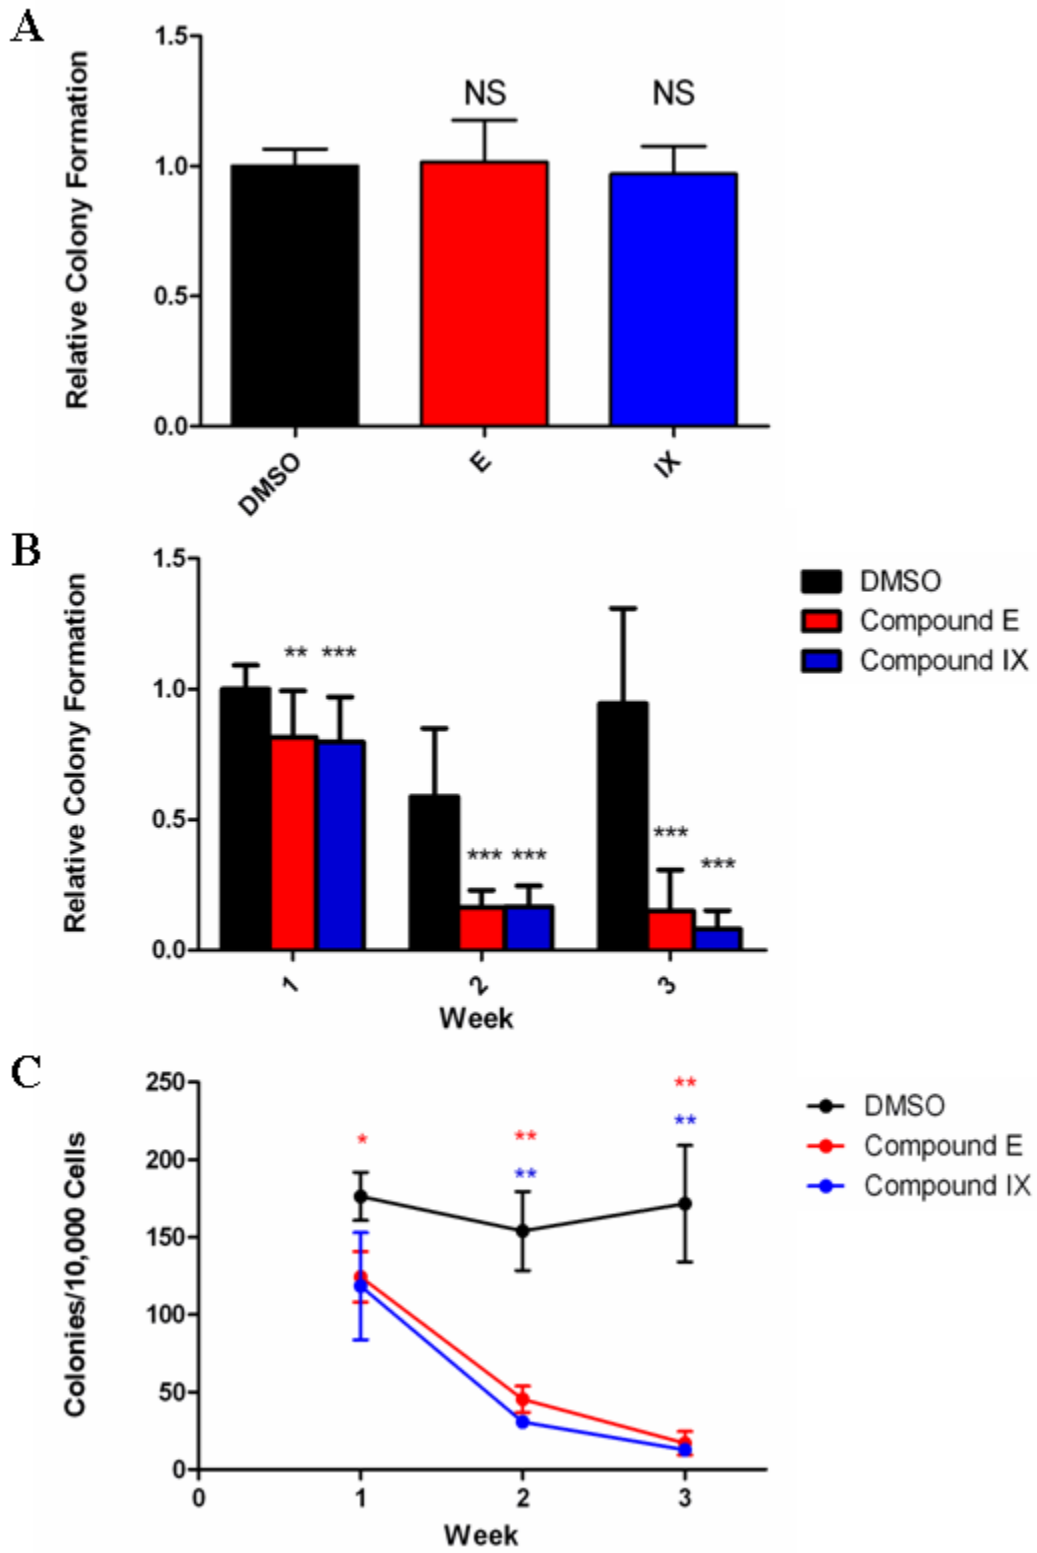 A
Relative Colony Formation
1.5
1.0
0.5
0.0
NS
NS
DMSO
E
IX
B
Relative Colony Formation
1.5
1.0
0.5
0.0
** ***
*** ***
***
***
1
2
3
Week
DMSO
Compound E
Compound IX
C
Colonies/10,000 Cells
250
200
150
100
50
0
*
**
**
**
**
0
1
2
3
Week
DMSO
Compound E
Compound IX